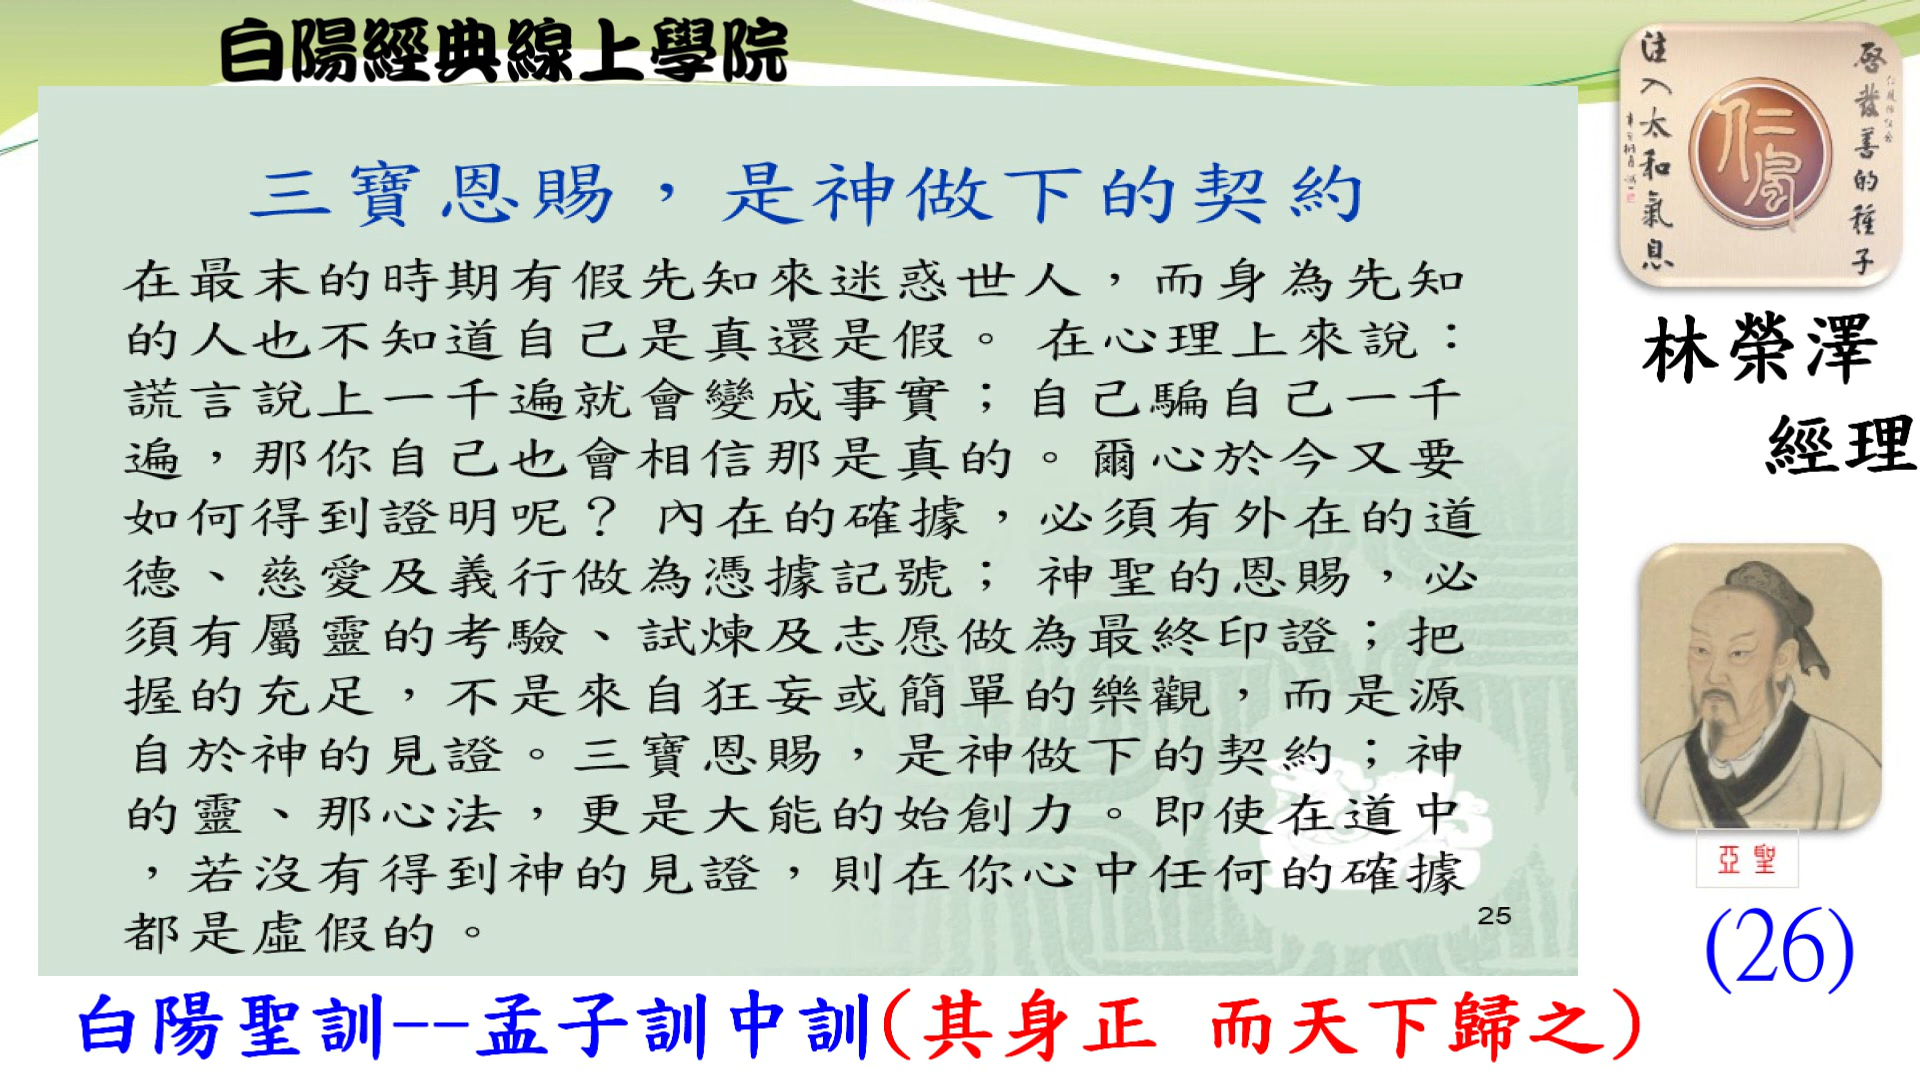 白陽經典線上學院
三寶恩賜，是神做下的契約
在最末的時期有假先知來迷惑世人，而身為先知
的人也不知道自己是真還是假。 在心理上來說：
謊言說上一千遍就會變成事實；自己騙自己一千
遍，那你自己也會相信那是真的。爾心於今又要
如何得到證明呢？ 內在的確據，必須有外在的道
德、慈愛及義行做為憑據記號； 神聖的恩賜，必
須有屬靈的考驗、試煉及志愿做為最終印證；把
握的充足，不是來自狂妄或簡單的樂觀，而是源
自於神的見證。三寶恩賜，是神做下的契約；神
的靈、那心法，更是大能的始創力。即使在道中
，若沒有得到神的見證，則在你心中任何的確據
都是虛假的。
25
啓發善的種子
注入太和氣息
仁風
林榮澤
經理
亞聖
(26)
白陽聖訓--孟子訓中訓(其身正 而天下歸之)